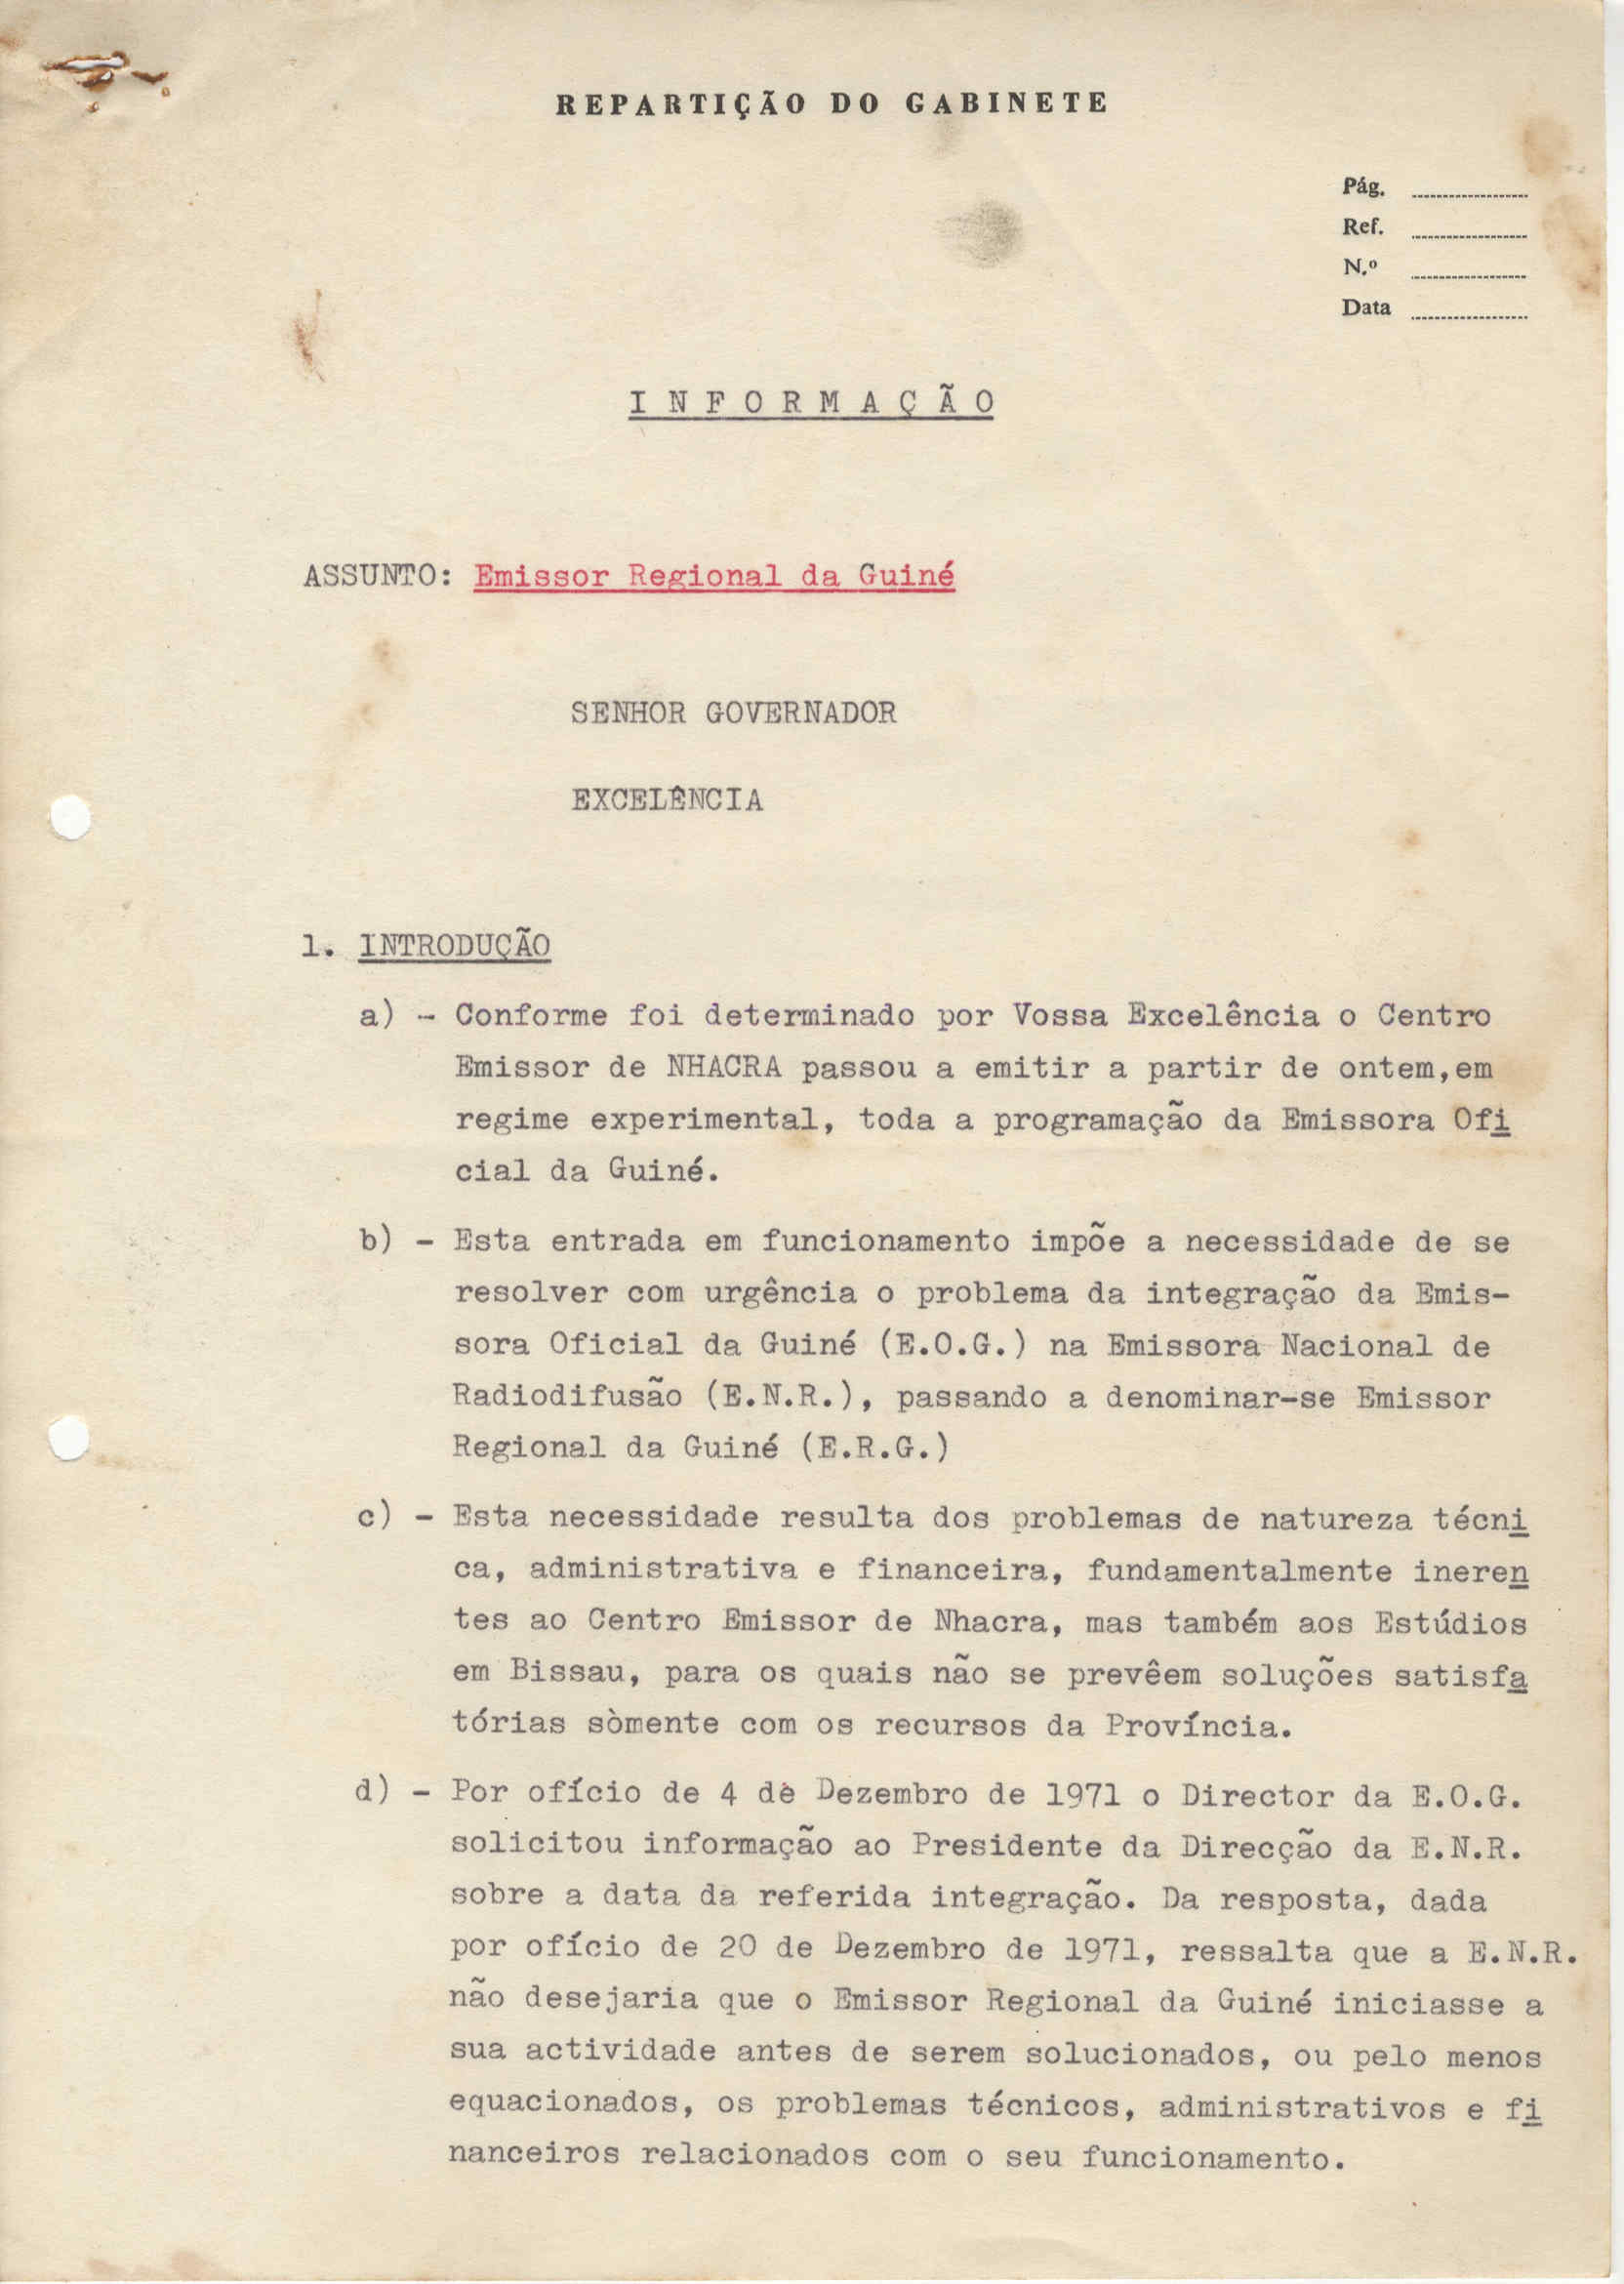 REPARTIÇÃO DO GABINETE
Pág. ....................
Ref. ....................
N.º ....................
Data ....................
I N F O R M A Ç Ã O
ASSUNTO: Emissor Regional da Guiné
SENHOR GOVERNADOR
EXCELÊNCIA
1. INTRODUÇÃO
a) - Conforme foi determinado por Vossa Excelência o Centro
Emissor de NHACRA passou a emitir a partir de ontem,em
regime experimental, toda a programação da Emissora Ofi
cial da Guiné.
b) - Esta entrada em funcionamento impõe a necessidade de se
resolver com urgência o problema da integração da Emis-
sora Oficial da Guiné (E.O.G.) na Emissora Nacional de
Radiodifusão (E.N.R.), passando a denominar-se Emissor
Regional da Guiné (E.R.G.)
c) - Esta necessidade resulta dos problemas de natureza técni
ca, administrativa e financeira, fundamentalmente ineren
tes ao Centro Emissor de Nhacra, mas também aos Estúdios
em Bissau, para os quais não se prevêem soluções satisfa
tórias sòmente com os recursos da Província.
d) - Por ofício de 4 de Dezembro de 1971 o Director da E.O.G.
solicitou informação ao Presidente da Direcção da E.N.R.
sobre a data da referida integração. Da resposta, dada
por ofício de 20 de Dezembro de 1971, ressalta que a E.N.R.
não desejaria que o Emissor Regional da Guiné iniciasse a
sua actividade antes de serem solucionados, ou pelo menos
equacionados, os problemas técnicos, administrativos e fi
nanceiros relacionados com o seu funcionamento.